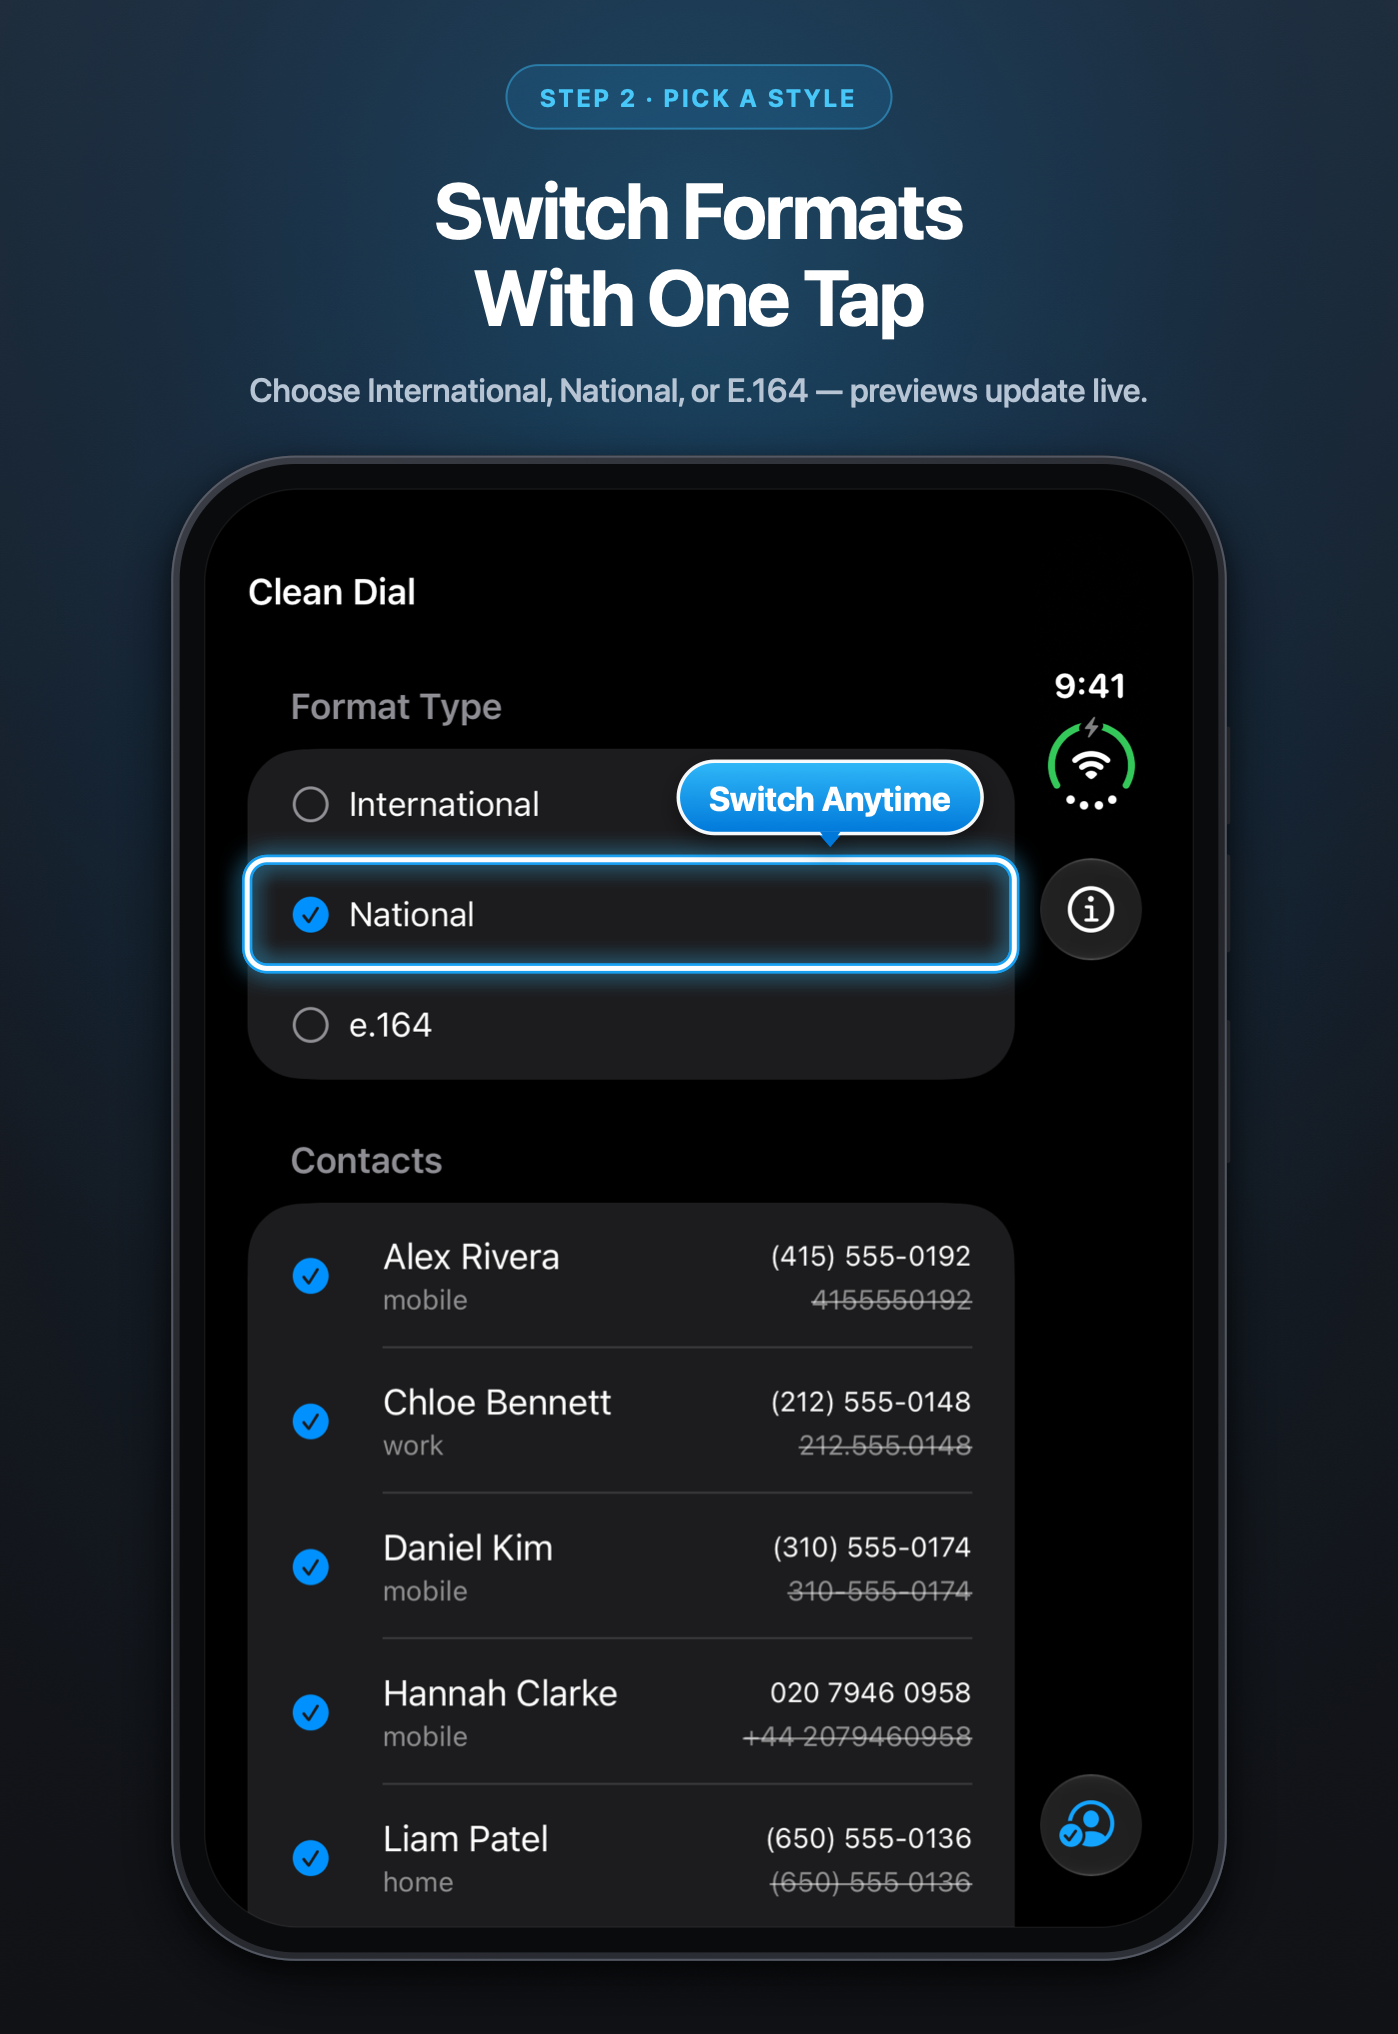 STEP 2 · PICK A STYLE
Switch Formats
With One Tap
Choose International, National, or E.164 — previews update live.
Clean Dial
9:41
Format Type
International
Switch Anytime
National
e.164
Contacts
Alex Rivera
(415) 555-0192
mobile
4155550192
Chloe Bennett
(212) 555-0148
work
212.555.0148
Daniel Kim
(310) 555-0174
mobile
310-555-0174
Hannah Clarke
020 7946 0958
mobile
+44 2079460958
Liam Patel
(650) 555-0136
home
(650) 555 0136